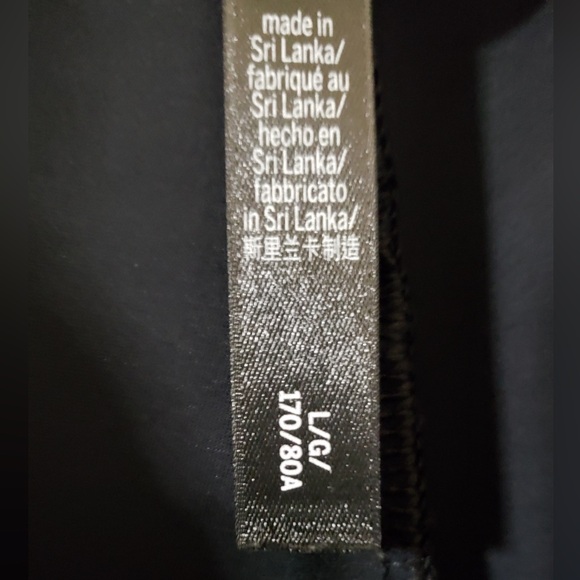 made in
Sri Lanka/
fabriqué au
Sri Lanka/
hecho en
Sri Lanka/
fabbricato
in Sri Lanka/
斯里兰卡制造
L/G/
170/80A